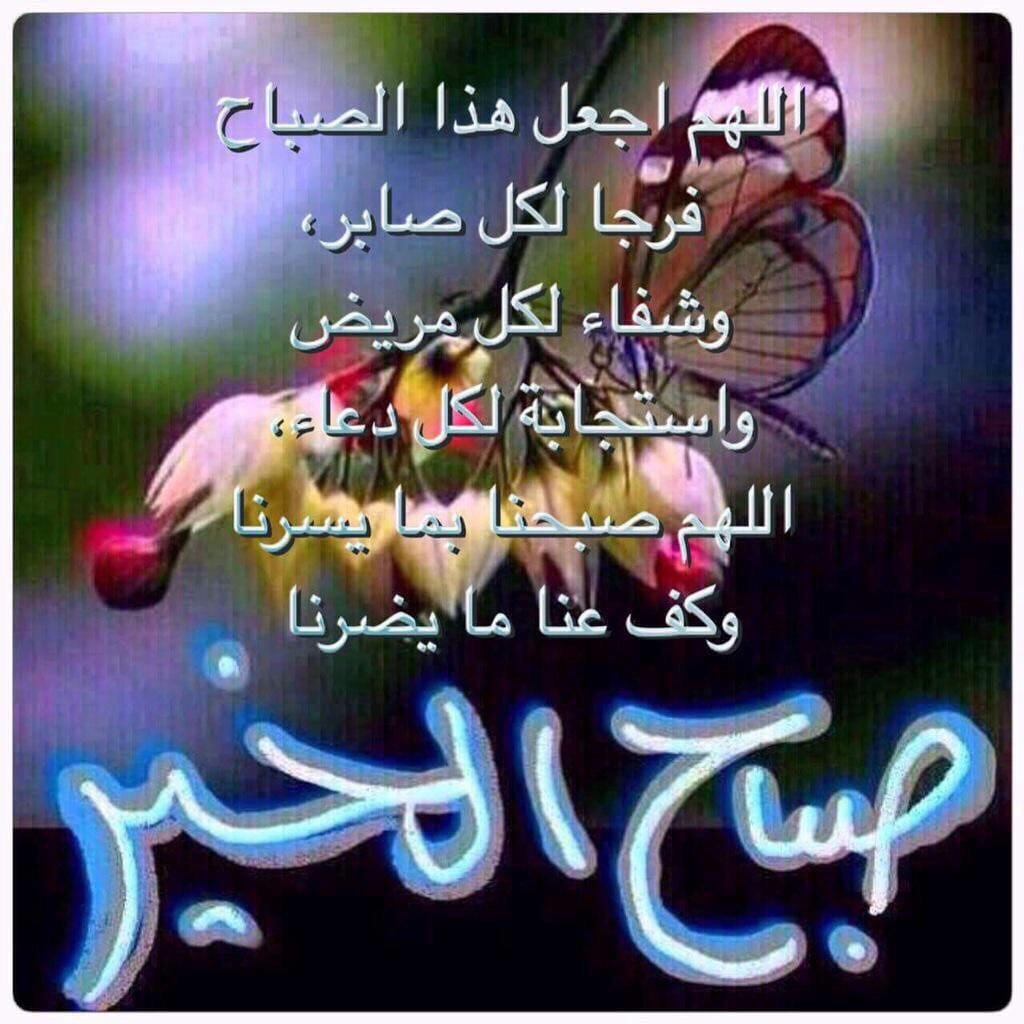 اللهم اجعل هذا الصباح
فرجا لكل صابر،
وشفاء لكل مريض
واستجابة لكل دعاء،
اللهم صبحنا بما يسرنا
وكف عنا ما يضرنا
صباح الخير